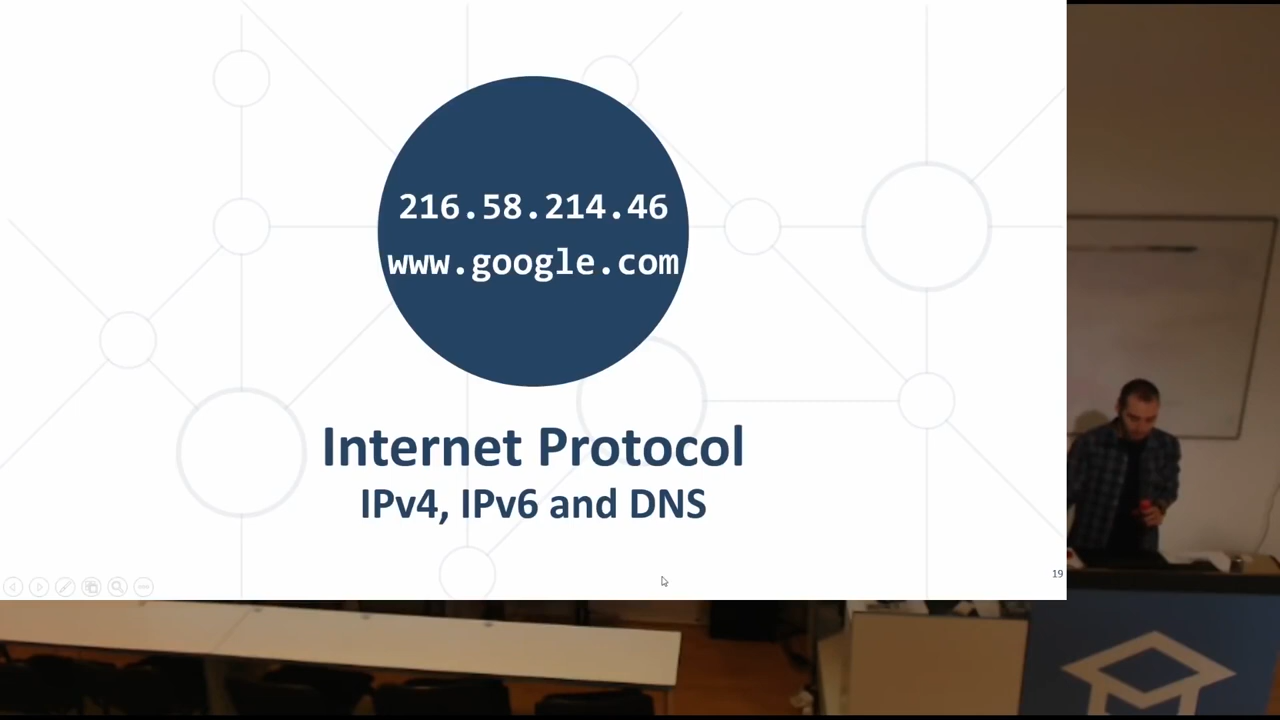 216.58.214.46
www.google.com
Internet Protocol
IPv4, IPv6 and DNS
19